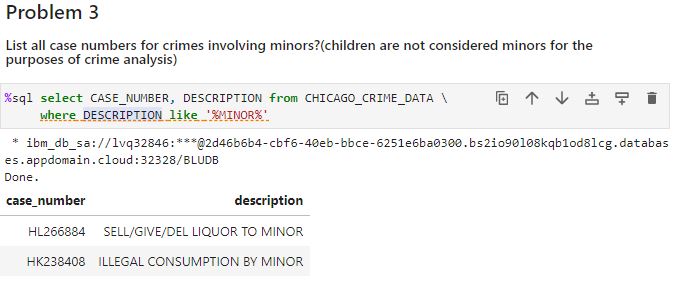 Problem 3
List all case numbers for crimes involving minors?(children are not considered minors for the
purposes of crime analysis)
%sql select CASE_NUMBER, DESCRIPTION from CHICAGO_CRIME_DATA \
where DESCRIPTION like '%MINOR%'
* ibm_db_sa://lvq32846:***@2d46b6b4-cbf6-40eb-bbce-6251e6ba0300.bs2io90l08kqb1od8lcg.databas
es.appdomain.cloud:32328/BLUDB
Done.
case_number description
HL266884 SELL/GIVE/DEL LIQUOR TO MINOR
HK238408 ILLEGAL CONSUMPTION BY MINOR